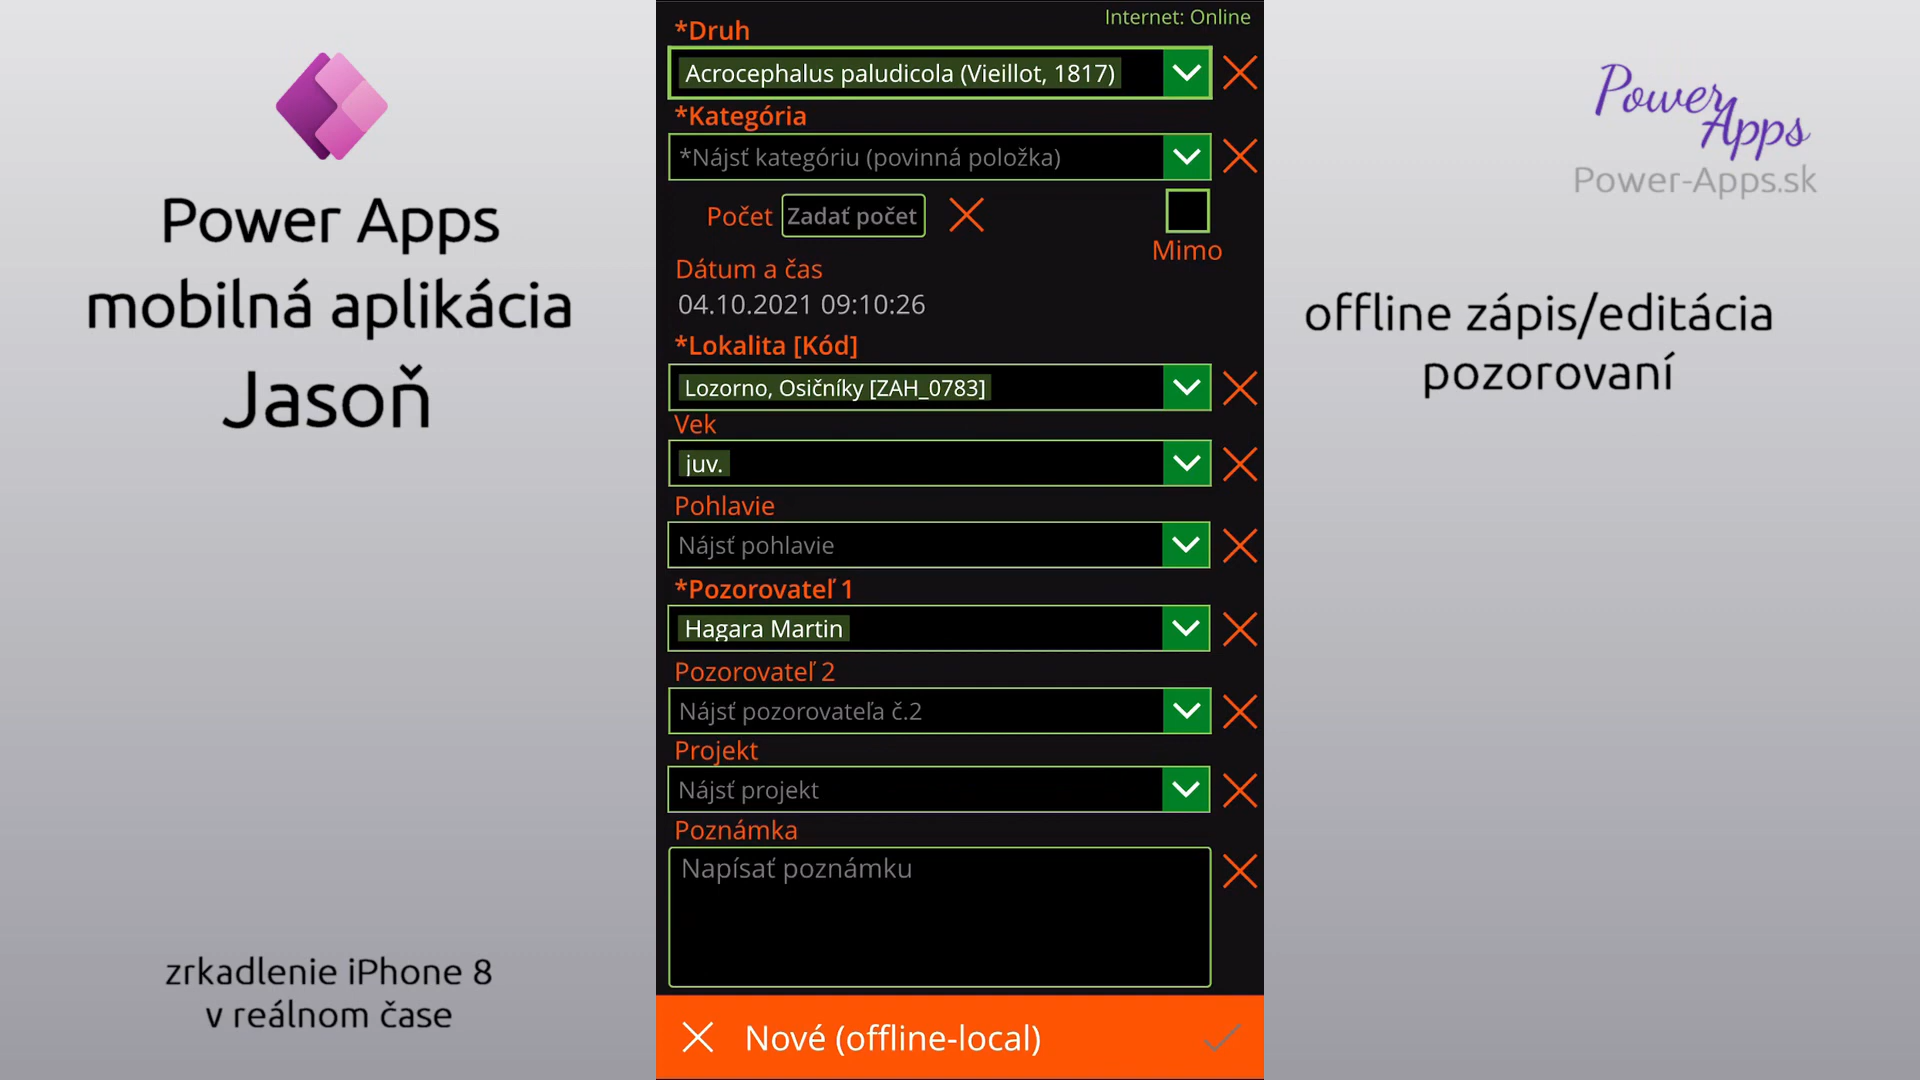 Power Apps
mobilná aplikácia
Jasoň
zrkadlenie iPhone 8
v reálnom čase
Internet: Online
*Druh
Acrocephalus paludicola (Vieillot, 1817)
*Kategória
*Nájsť kategóriu (povinná položka)
Počet Zadať počet
Mimo
Dátum a čas
04.10.2021 09:10:26
*Lokalita [Kód]
Lozorno, Osičníky [ZAH_0783]
Vek
juv.
Pohlavie
Nájsť pohlavie
*Pozorovateľ 1
Hagara Martin
Pozorovateľ 2
Nájsť pozorovateľa č.2
Projekt
Nájsť projekt
Poznámka
Napísať poznámku
Nové (offline-local)
Power
Apps
Power-Apps.sk
offline zápis/editácia
pozorovaní